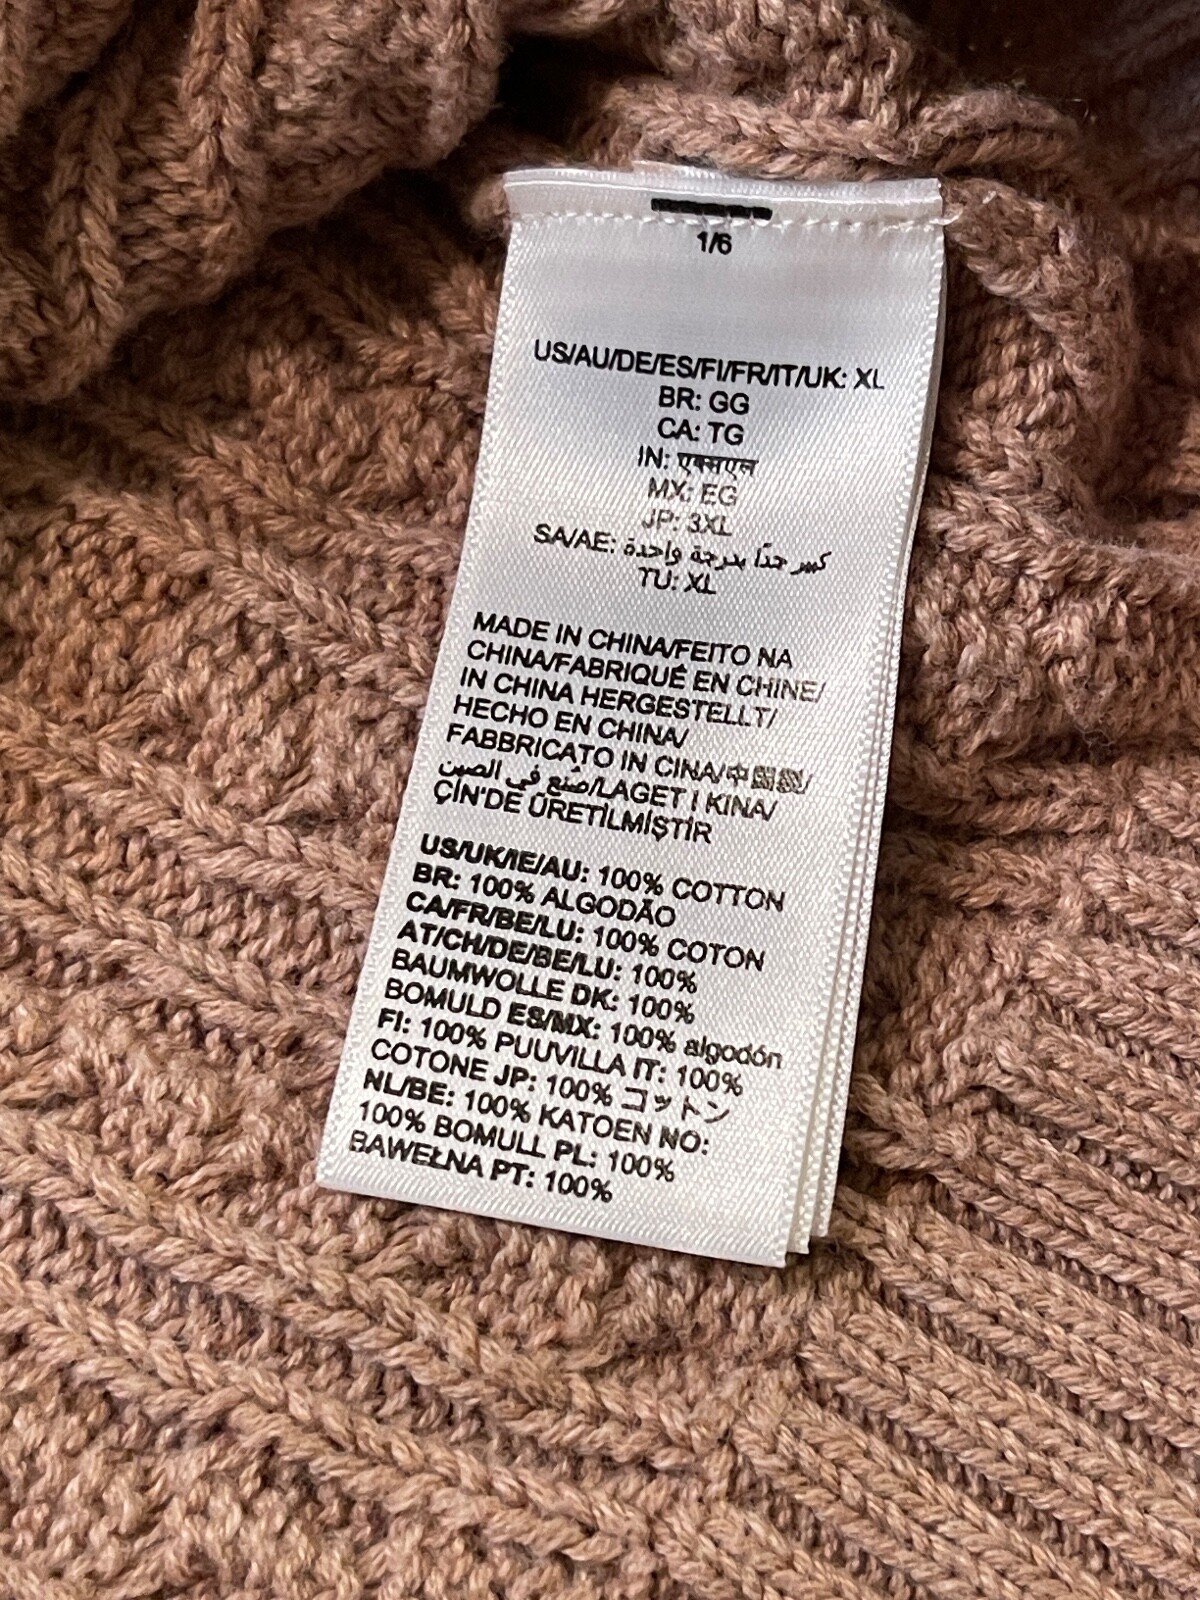 1/6
US/AU/DE/ES/FI/FR/IT/UK: XL
BR: GG
CA: TG
IN: एक्सएल
MX: EG
JP: 3XL
SA/AE: كبير جدًا بدرجة واحدة
TU: XL
MADE IN CHINA/FEITO NA
CHINA/FABRIQUÉ EN CHINE/
IN CHINA HERGESTELLT/
HECHO EN CHINA/
FABBRICATO IN CINA/中国製/
صُنع في الصين/LAGET I KINA/
ÇİN'DE ÜRETİLMİŞTİR
US/UK/IE/AU: 100% COTTON
BR: 100% ALGODÃO
CA/FR/BE/LU: 100% COTON
AT/CH/DE/BE/LU: 100%
BAUMWOLLE DK: 100%
BOMULD ES/MX: 100% algodón
FI: 100% PUUVILLA IT: 100%
COTONE JP: 100% コットン
NL/BE: 100% KATOEN NO:
100% BOMULL PL: 100%
BAWEŁNA PT: 100%